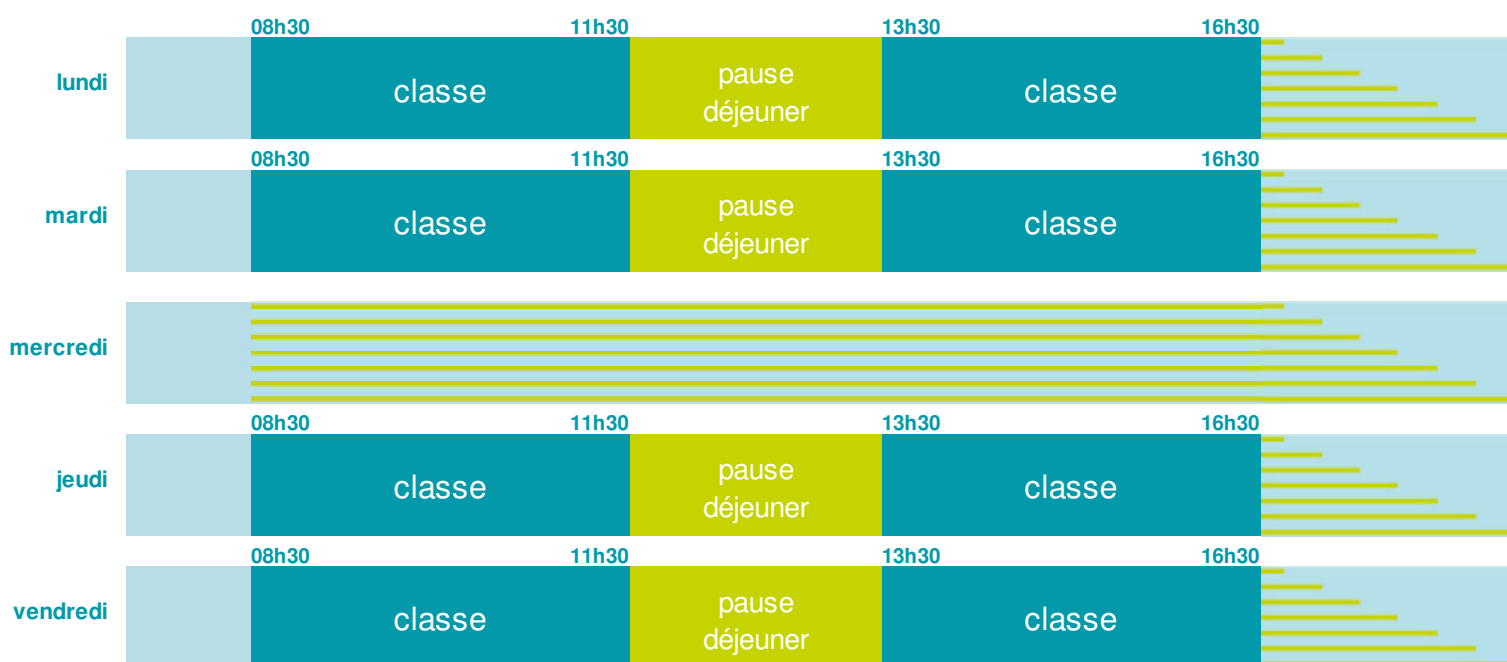 08h30 11h30 13h30 16h30
lundi classe pause déjeuner classe
08h30 11h30 13h30 16h30
mardi classe pause déjeuner classe
mercredi
08h30 11h30 13h30 16h30
jeudi classe pause déjeuner classe
08h30 11h30 13h30 16h30
vendredi classe pause déjeuner classe